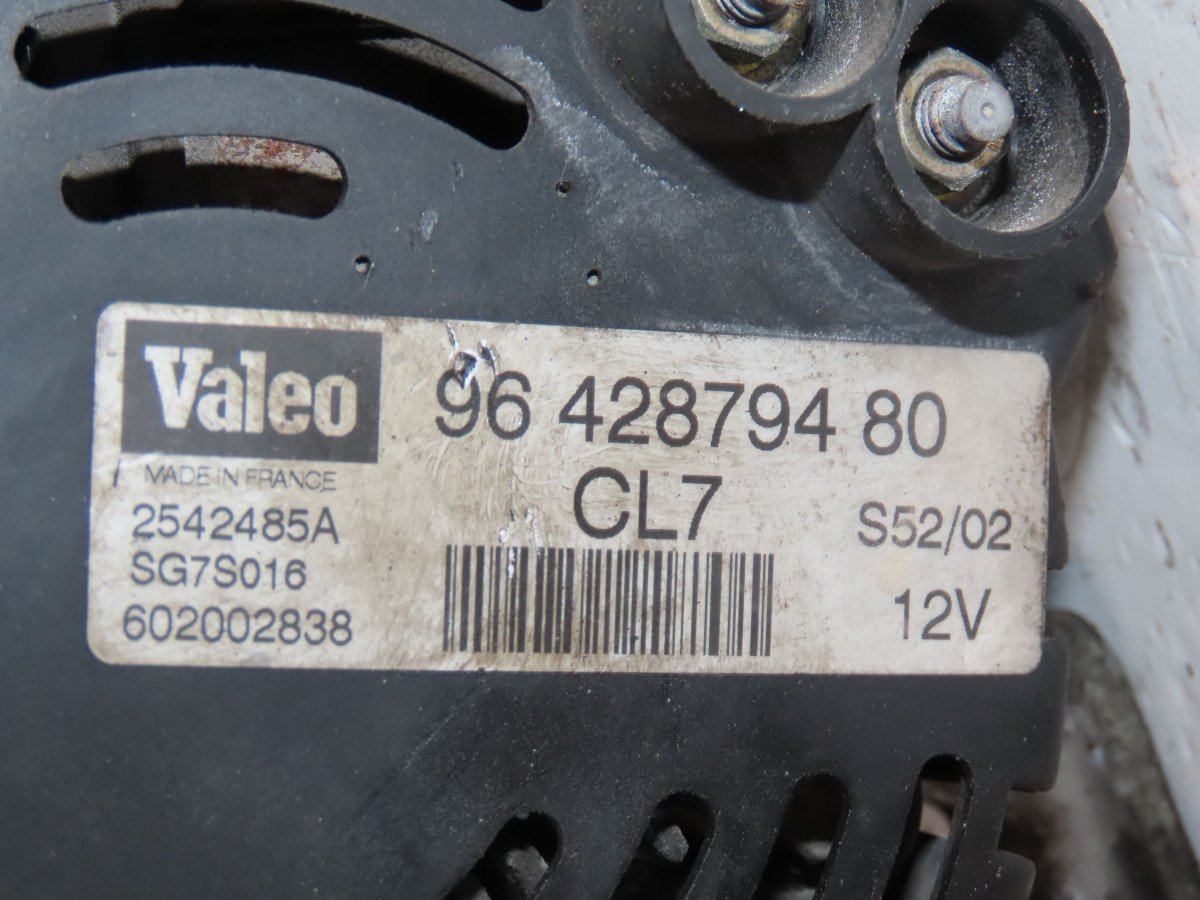 Valeo
96 428794 80
MADE IN FRANCE
CL7
2542485A
S52/02
SG7S016
602002838
12V